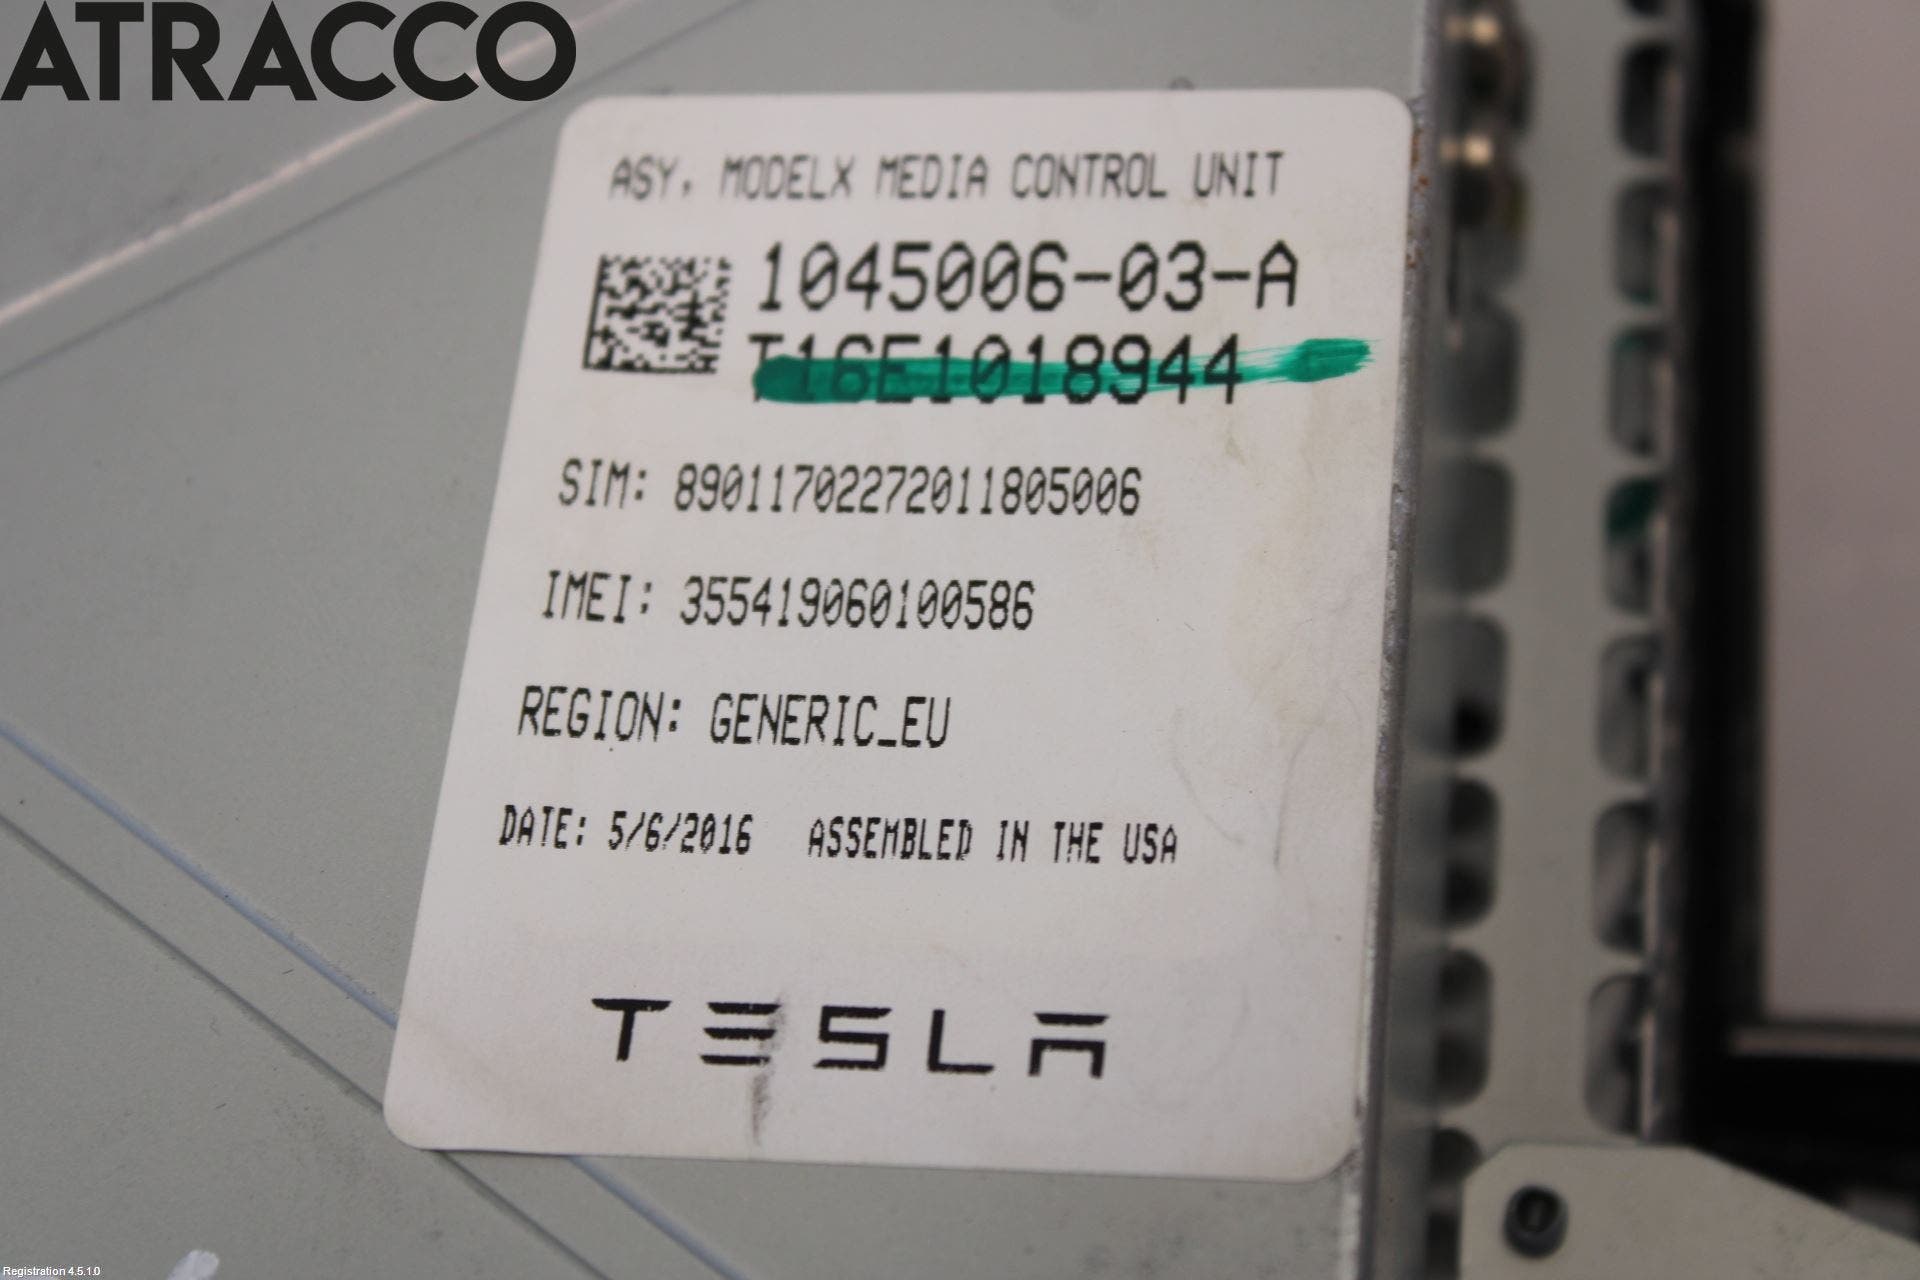 ATRACCO
ASY, MODELX MEDIA CONTROL UNIT
1045006-03-A
T16E1018944
SIM: 89011702272011805006
IMEI: 355419060100586
REGION: GENERIC_EU
DATE: 5/6/2016 ASSEMBLED IN THE USA
TESLA
Registration 4.5.1.0